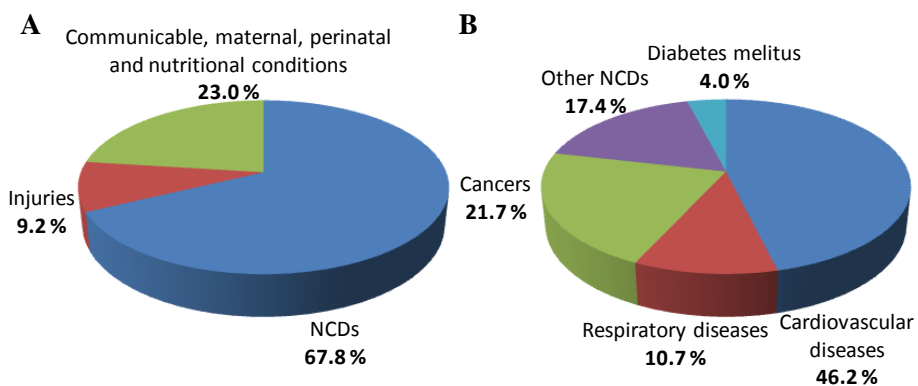 A
Communicable, maternal, perinatal
and nutritional conditions
23.0 %
Injuries
9.2 %
NCDs
67.8 %
B
Diabetes melitus
4.0 %
Other NCDs
17.4 %
Cancers
21.7 %
Respiratory diseases
10.7 %
Cardiovascular
diseases
46.2 %